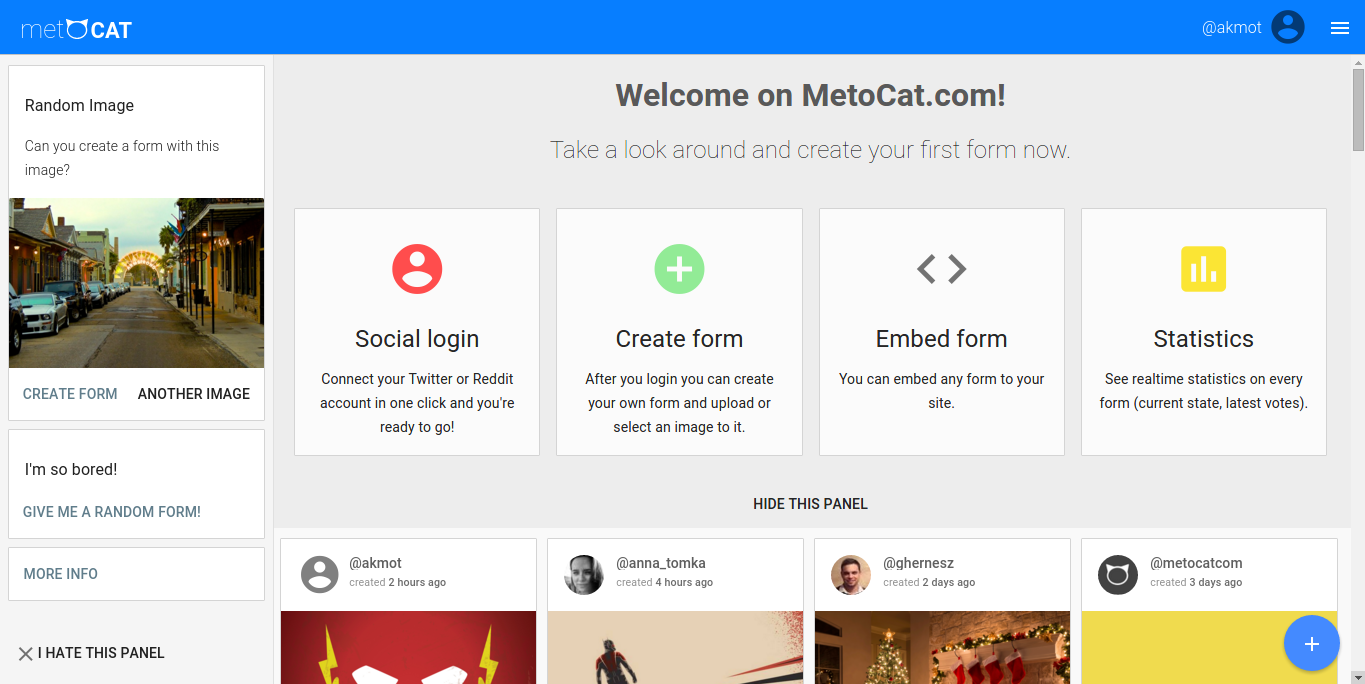 metCAT
@akmot
Random Image
Can you create a form with this
image?
CREATE FORM
ANOTHER IMAGE
I'm so bored!
GIVE ME A RANDOM FORM!
MORE INFO
I HATE THIS PANEL
Welcome on MetoCat.com!
Take a look around and create your first form now.
Social login
Connect your Twitter or Reddit
account in one click and you're
ready to go!
Create form
After you login you can create
your own form and upload or
select an image to it.
Embed form
You can embed any form to your
site.
Statistics
See realtime statistics on every
form (current state, latest votes).
HIDE THIS PANEL
@akmot
created 2 hours ago
@anna_tomka
created 4 hours ago
@ghernesz
created 2 days ago
@metocatcom
created 3 days ago